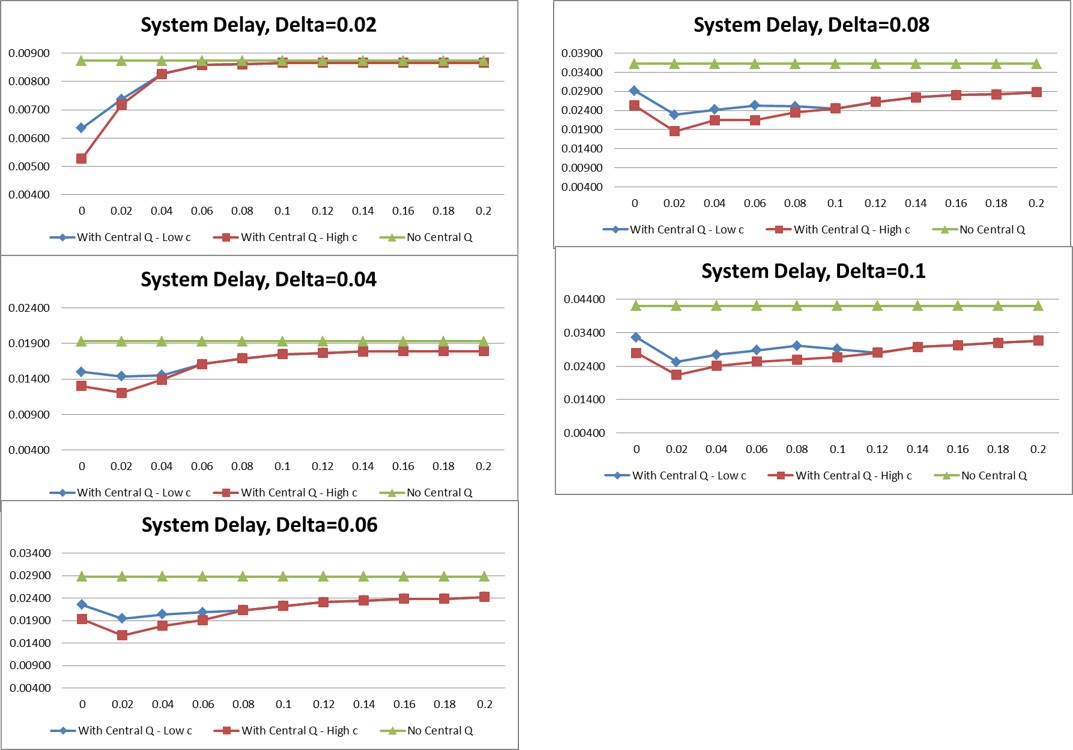 System Delay, Delta=0.02
0.00900
0.00800
0.00700
0.00600
0.00500
0.00400
0 0.02 0.04 0.06 0.08 0.1 0.12 0.14 0.16 0.18 0.2
With Central Q - Low c With Central Q - High c No Central Q
System Delay, Delta=0.04
0.02400
0.01900
0.01400
0.00900
0.00400
0 0.02 0.04 0.06 0.08 0.1 0.12 0.14 0.16 0.18 0.2
With Central Q - Low c With Central Q - High c No Central Q
System Delay, Delta=0.06
0.03400
0.02900
0.02400
0.01900
0.01400
0.00900
0.00400
0 0.02 0.04 0.06 0.08 0.1 0.12 0.14 0.16 0.18 0.2
With Central Q - Low c With Central Q - High c No Central Q
System Delay, Delta=0.08
0.03900
0.03400
0.02900
0.02400
0.01900
0.01400
0.00900
0.00400
0 0.02 0.04 0.06 0.08 0.1 0.12 0.14 0.16 0.18 0.2
With Central Q - Low c With Central Q - High c No Central Q
System Delay, Delta=0.1
0.04400
0.03400
0.02400
0.01400
0.00400
0 0.02 0.04 0.06 0.08 0.1 0.12 0.14 0.16 0.18 0.2
With Central Q - Low c With Central Q - High c No Central Q